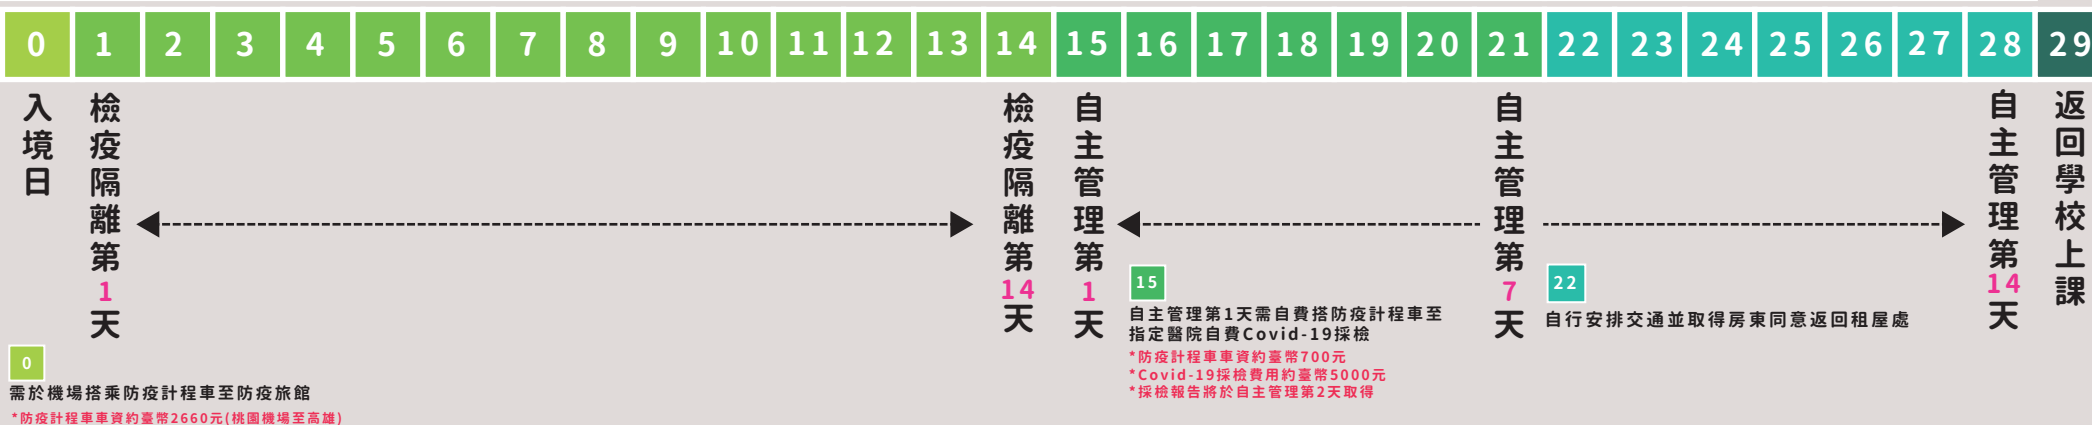 0 1 2 3 4 5 6 7 8 9 10 11 12 13 14 15 16 17 18 19 20 21 22 23 24 25 26 27 28 29
入境日
檢疫隔離第1天
檢疫隔離第14天
自主管理第1天
自主管理第7天
自主管理第14天
返回學校上課
0
需於機場搭乘防疫計程車至防疫旅館
*防疫計程車車資約臺幣2660元(桃園機場至高雄)
15
自主管理第1天需自費搭防疫計程車至
指定醫院自費Covid-19採檢
*防疫計程車車資約臺幣700元
*Covid-19採檢費用約臺幣5000元
*採檢報告將於自主管理第2天取得
22
自行安排交通並取得房東同意返回租屋處